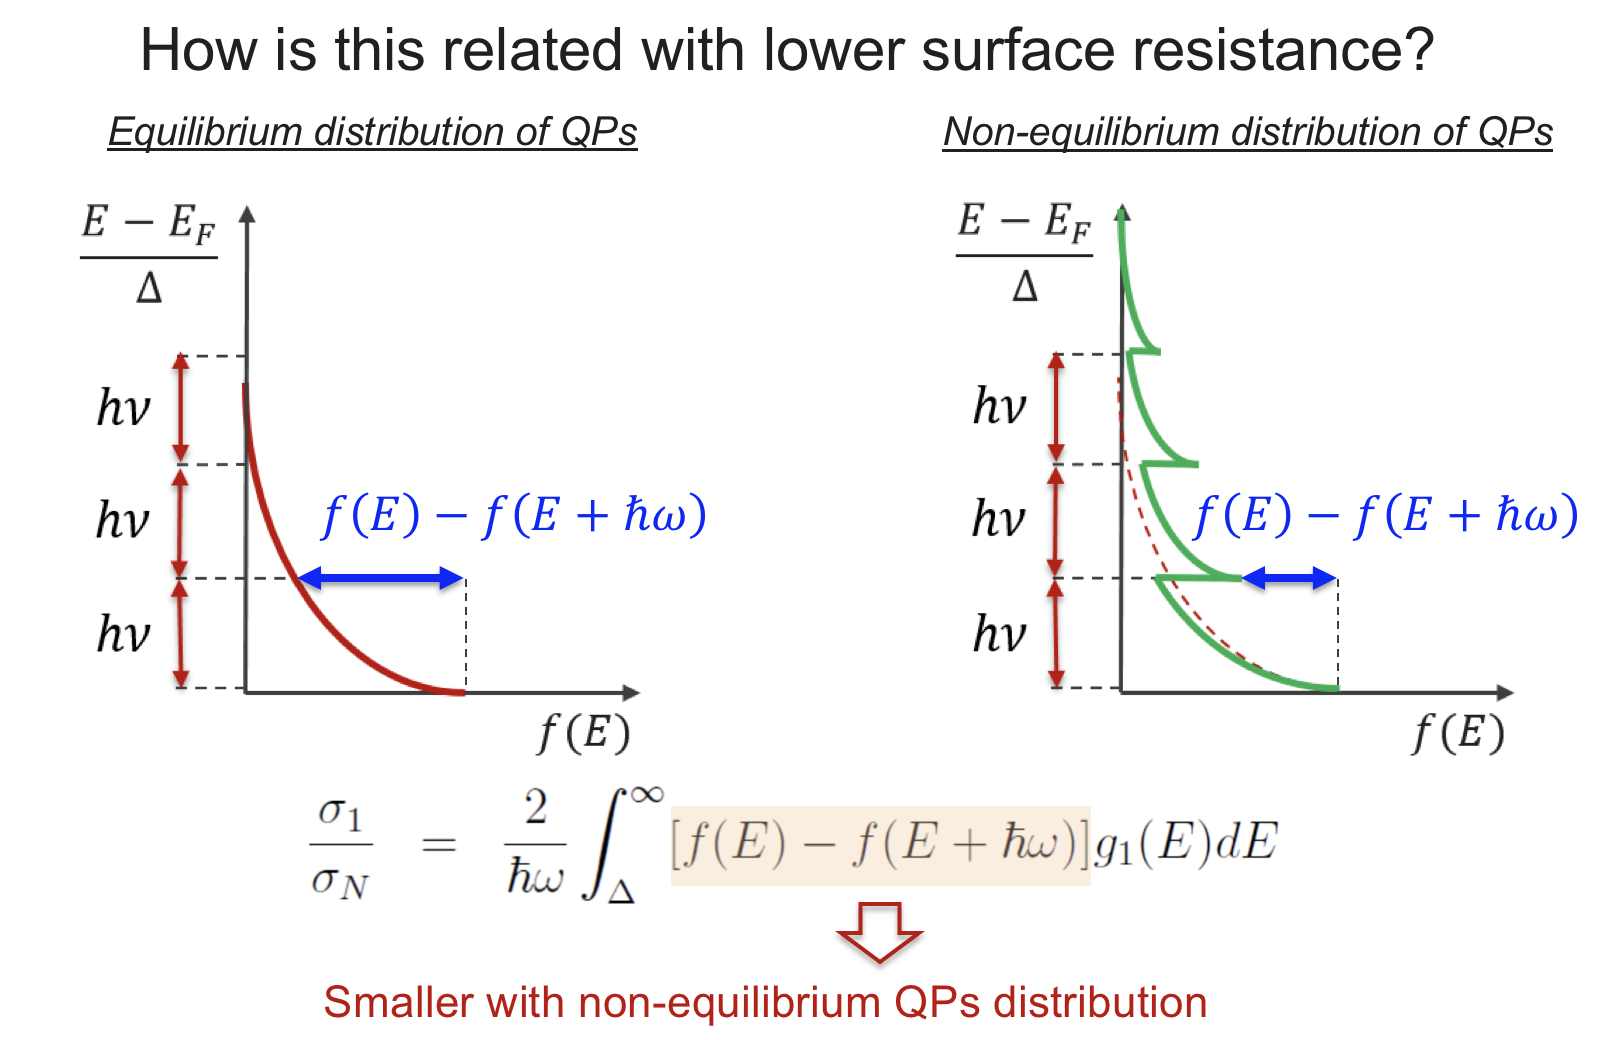 How is this related with lower surface resistance?
Equilibrium distribution of QPs
Non-equilibrium distribution of QPs
E − E_F
Δ
hν
hν
hν
f(E) − f(E + ħω)
f(E)
E − E_F
Δ
hν
hν
hν
f(E) − f(E + ħω)
f(E)
σ₁/σ_N = 2/ħω ∫_Δ^∞ [f(E) − f(E + ħω)]g₁(E)dE
Smaller with non-equilibrium QPs distribution